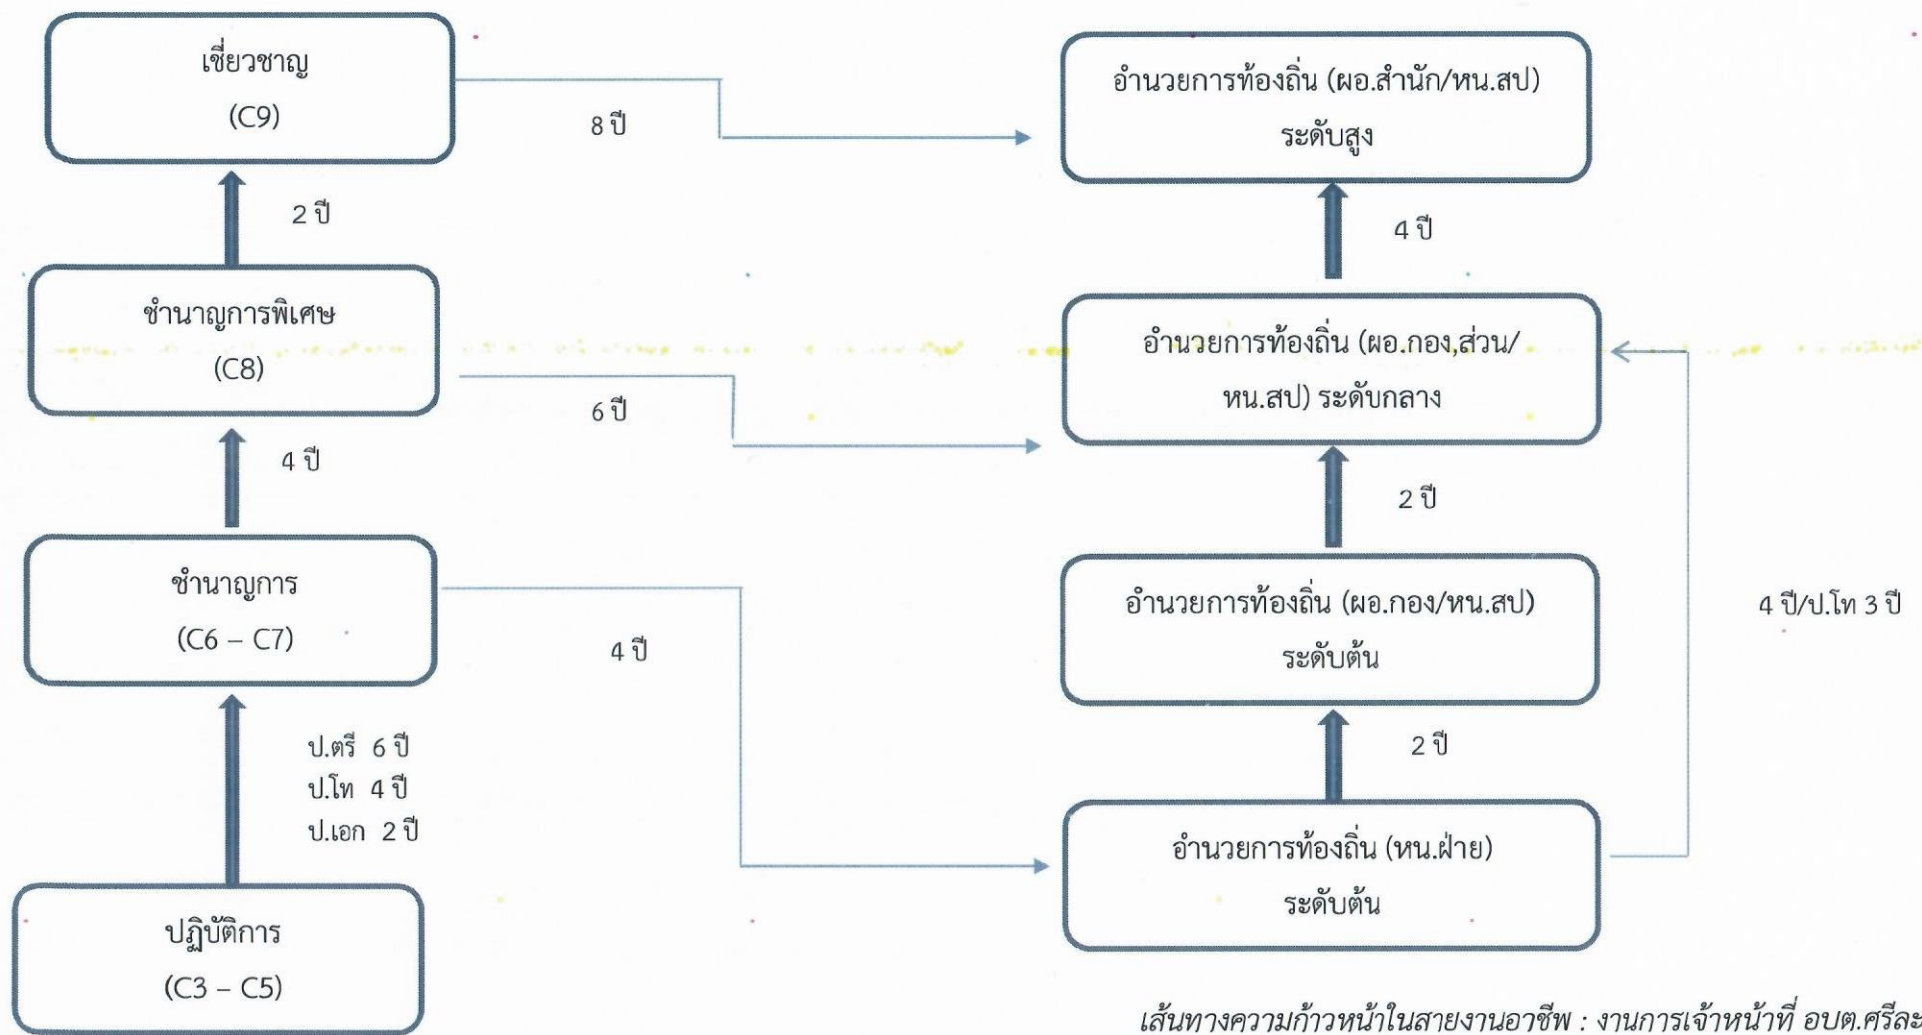 เชี่ยวชาญ
(C9)
8 ปี
อำนวยการท้องถิ่น (ผอ.สำนัก/หน.สป)
ระดับสูง
2 ปี
4 ปี
ชำนาญการพิเศษ
(C8)
6 ปี
อำนวยการท้องถิ่น (ผอ.กอง,ส่วน/
หน.สป) ระดับกลาง
4 ปี
2 ปี
ชำนาญการ
(C6 – C7)
4 ปี
อำนวยการท้องถิ่น (ผอ.กอง/หน.สป)
ระดับต้น
4 ปี/ป.โท 3 ปี
ป.ตรี 6 ปี
ป.โท 4 ปี
ป.เอก 2 ปี
2 ปี
อำนวยการท้องถิ่น (หน.ฝ่าย)
ระดับต้น
ปฏิบัติการ
(C3 – C5)
เส้นทางความก้าวหน้าในสายงานอาชีพ : งานการเจ้าหน้าที่ อบต.ศรีละ